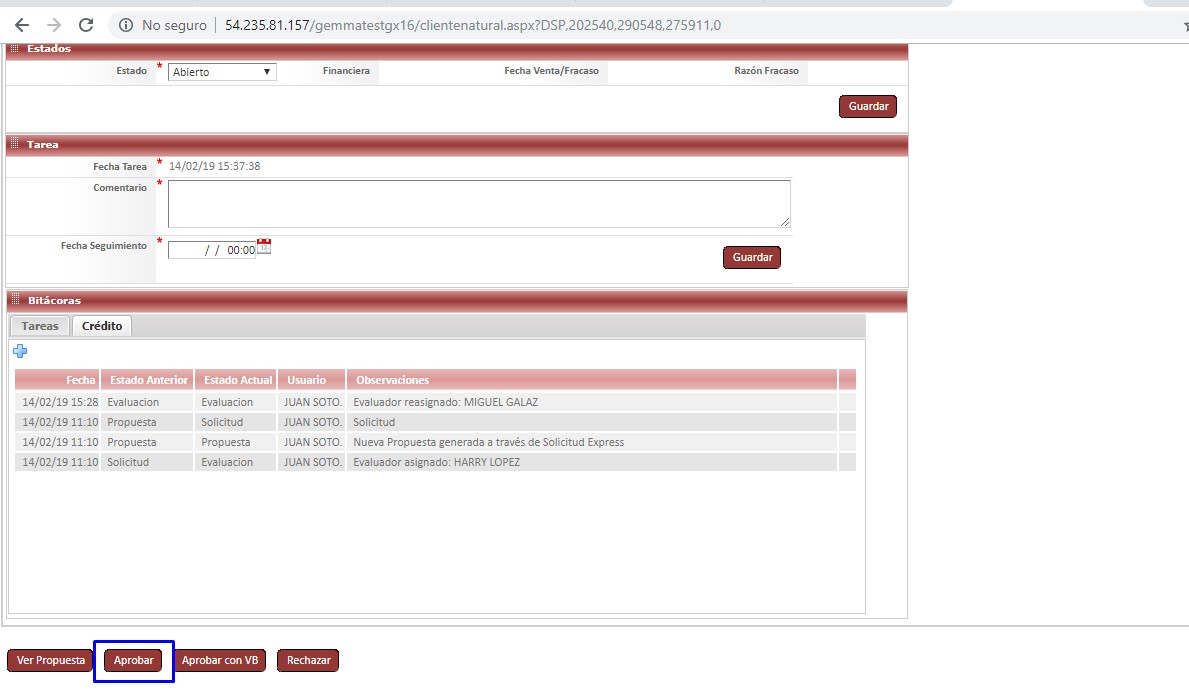 No seguro | 54.235.81.157/gemmatestgx16/clientenatural.aspx?DSP,202540,290548,275911,0
Estados
Estado * Abierto Financiera Fecha Venta/Fracaso Razón Fracaso
Guardar
Tarea
Fecha Tarea * 14/02/19 15:37:38
Comentario *
Fecha Seguimiento * / / 00:00
Guardar
Bitácoras
Tareas Crédito
Fecha Estado Anterior Estado Actual Usuario Observaciones
14/02/19 15:28 Evaluacion Evaluacion JUAN SOTO. Evaluador reasignado: MIGUEL GALAZ
14/02/19 11:10 Propuesta Solicitud JUAN SOTO. Solicitud
14/02/19 11:10 Propuesta Propuesta JUAN SOTO. Nueva Propuesta generada a través de Solicitud Express
14/02/19 11:10 Solicitud Evaluacion JUAN SOTO. Evaluador asignado: HARRY LOPEZ
Ver Propuesta Aprobar Aprobar con VB Rechazar